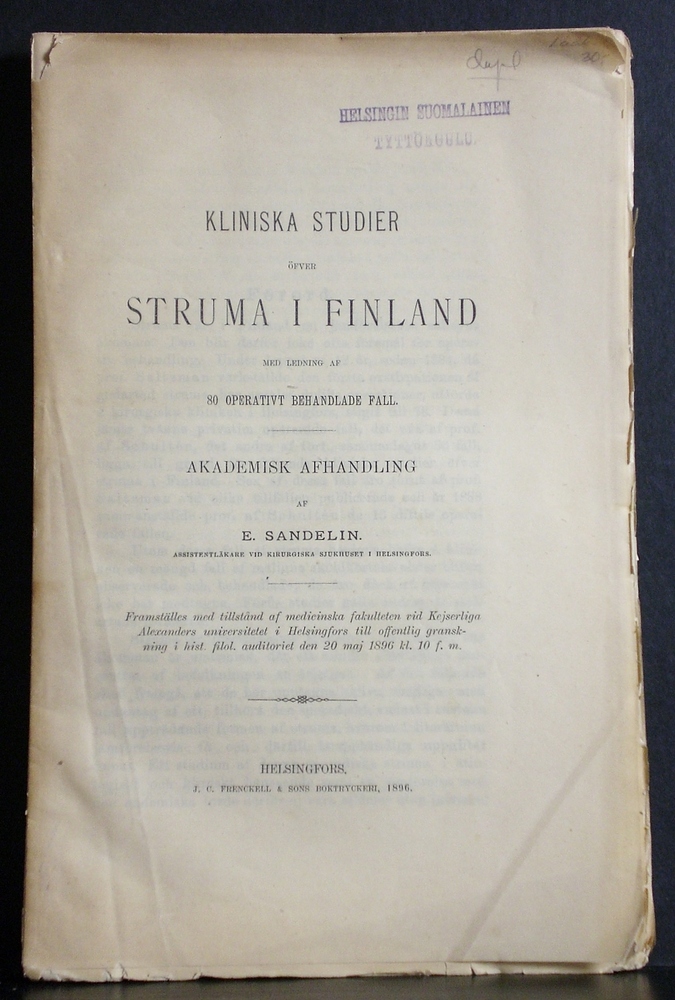 HELSINGIN SUOMALAINEN
TYTTÖKOULU.
KLINISKA STUDIER
ÖFVER
STRUMA I FINLAND
MED LEDNING AF
80 OPERATIVT BEHANDLADE FALL.
AKADEMISK AFHANDLING
AF
E. SANDELIN.
ASSISTENTLÄKARE VID KIRURGISKA SJUKHUSET I HELSINGFORS.
Framställes med tillstånd af medicinska fakulteten vid Kejserliga
Alexanders universitetet i Helsingfors till offentlig gransk-
ning i hist. filol. auditoriet den 20 maj 1896 kl. 10 f. m.
HELSINGFORS,
J. C. FRENCKELL & SONS BOKTRYCKERI, 1896.